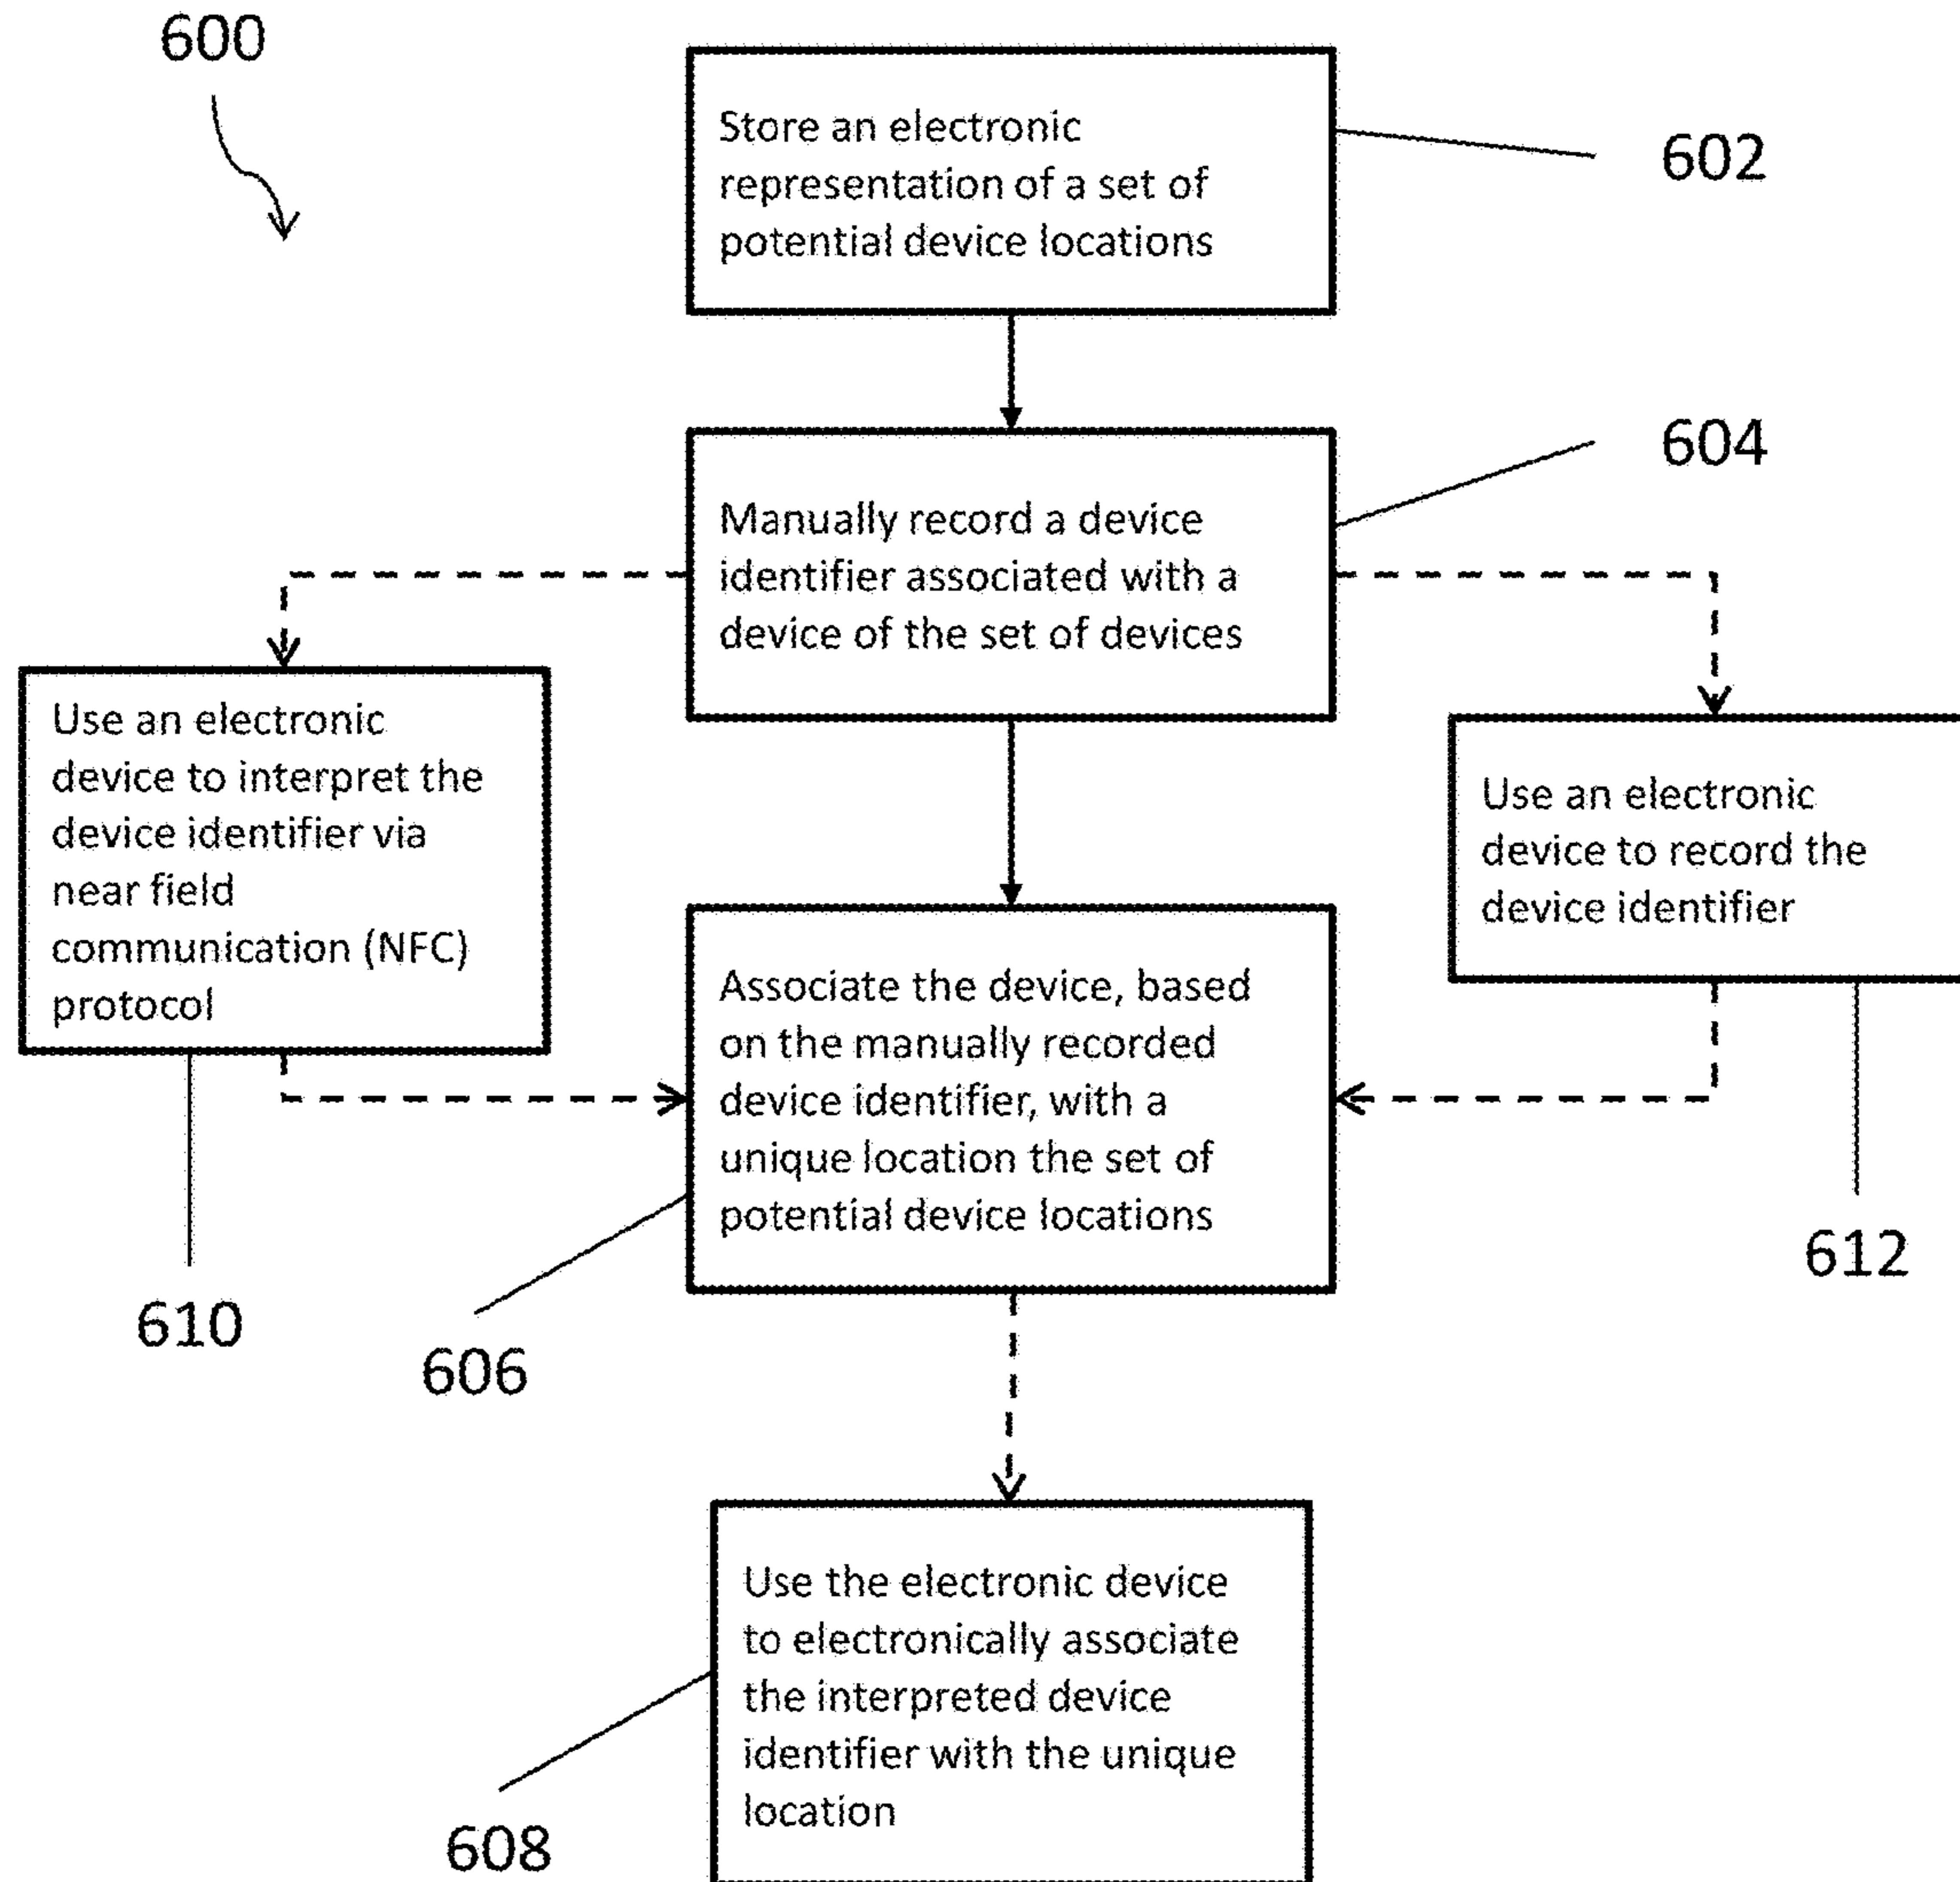 600
Store an electronic
representation of a set of
potential device locations
602
Manually record a device
identifier associated with a
device of the set of devices
604
Use an electronic
device to interpret the
device identifier via
near field
communication (NFC)
protocol
610
Use an electronic
device to record the
device identifier
612
Associate the device, based
on the manually recorded
device identifier, with a
unique location the set of
potential device locations
606
Use the electronic device
to electronically associate
the interpreted device
identifier with the unique
location
608